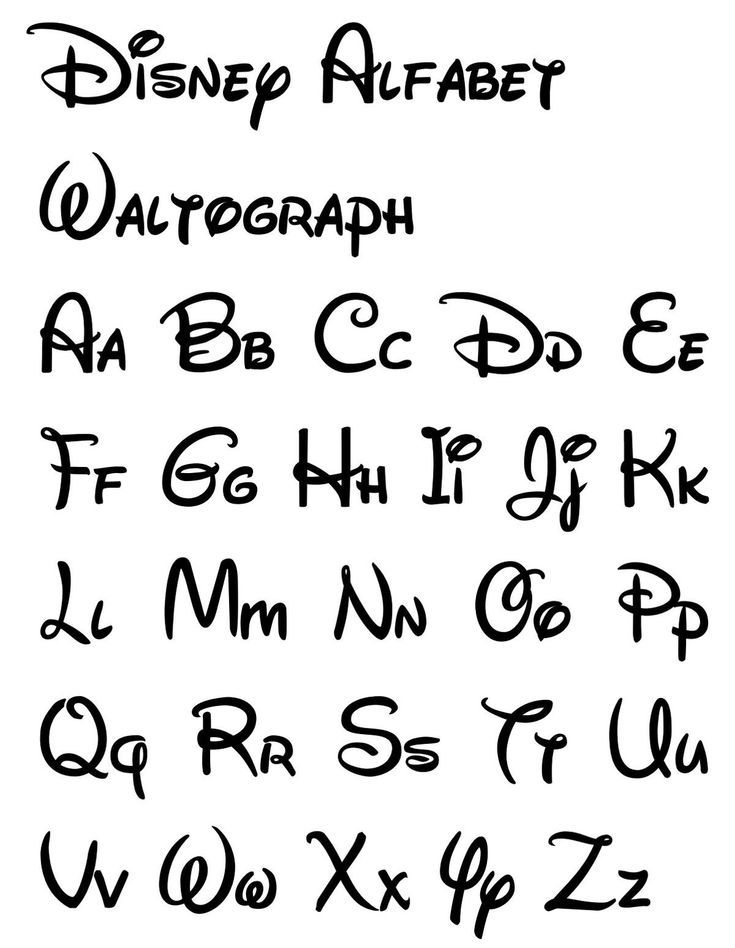 Disney Alfabet
Waltograph
Aa Bb Cc Dd Ee
Ff Gg Hh Ii Jj Kk
Ll Mm Nn Oo Pp
Qq Rr Ss Tt Uu
Vv Ww Xx Yy Zz